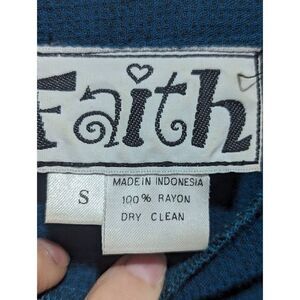 Faith
S
MADE IN INDONESIA
100% RAYON
DRY CLEAN